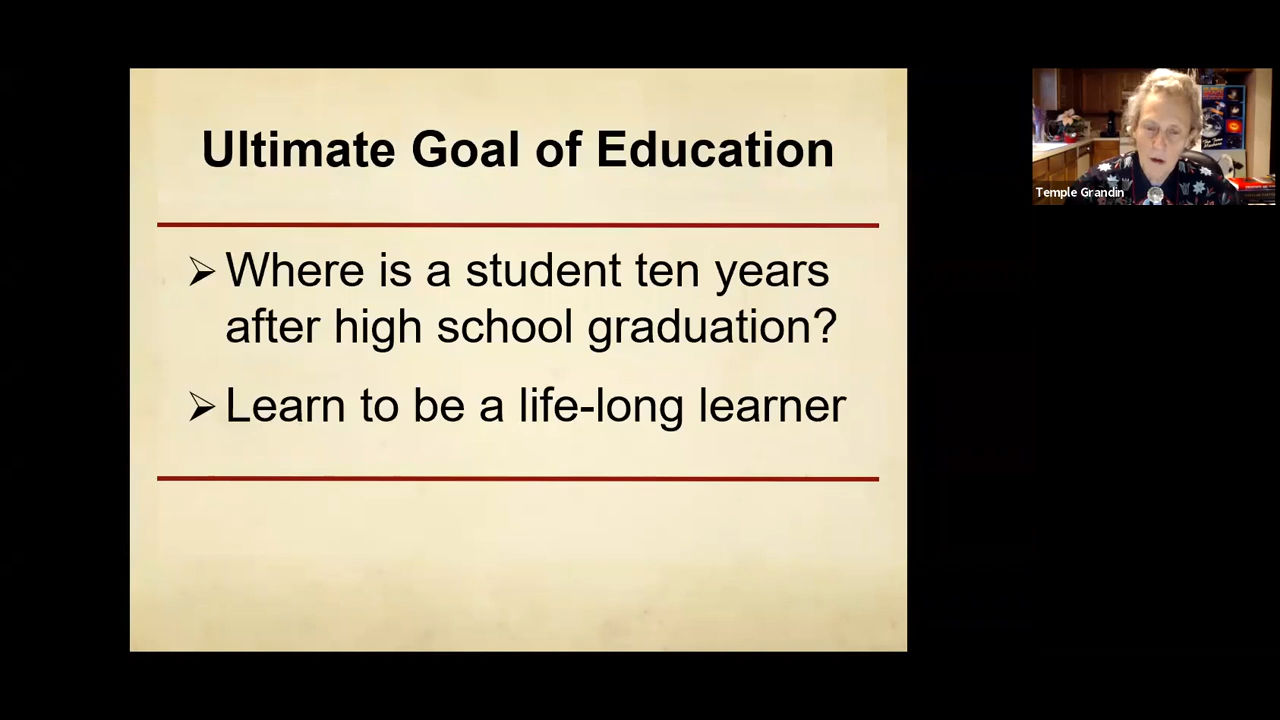 Ultimate Goal of Education
➢ Where is a student ten years
after high school graduation?
➢ Learn to be a life-long learner
Temple Grandin